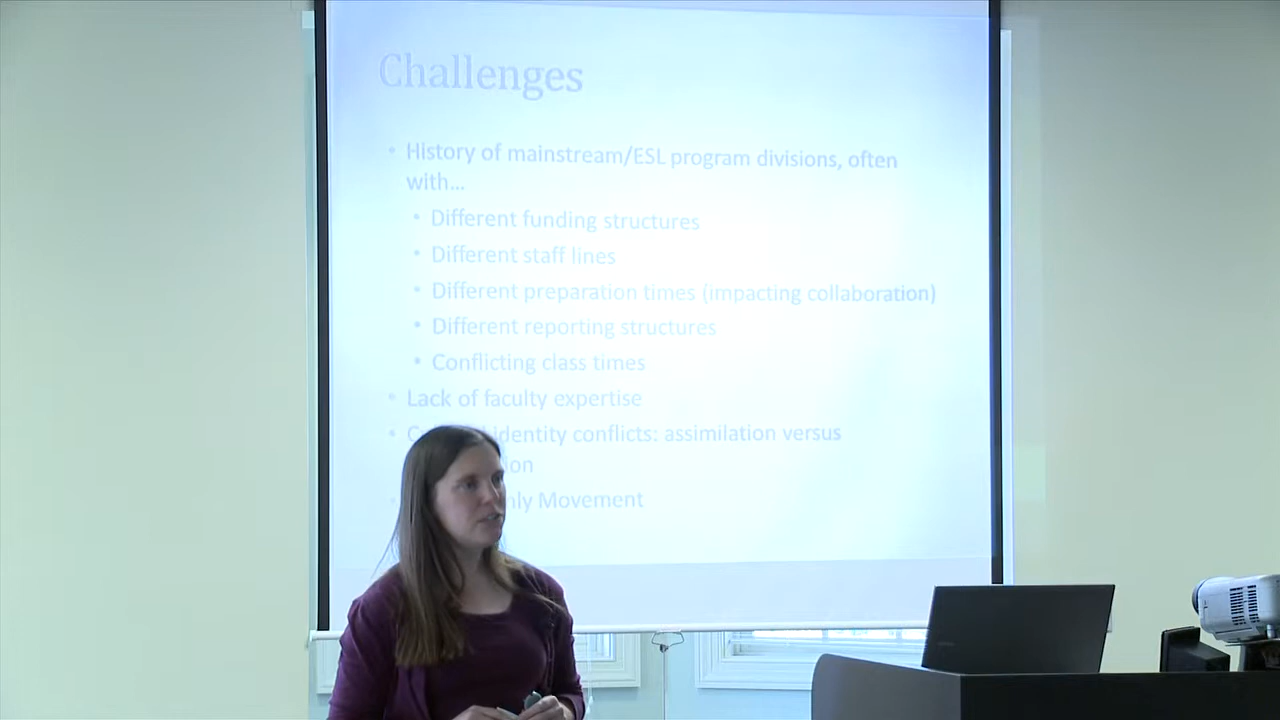 Challenges
• History of mainstream/ESL program divisions, often
with...
• Different funding structures
• Different staff lines
• Different preparation times (impacting collaboration)
• Different reporting structures
• Conflicting class times
• Lack of faculty expertise
• identity conflicts: assimilation versus
Movement